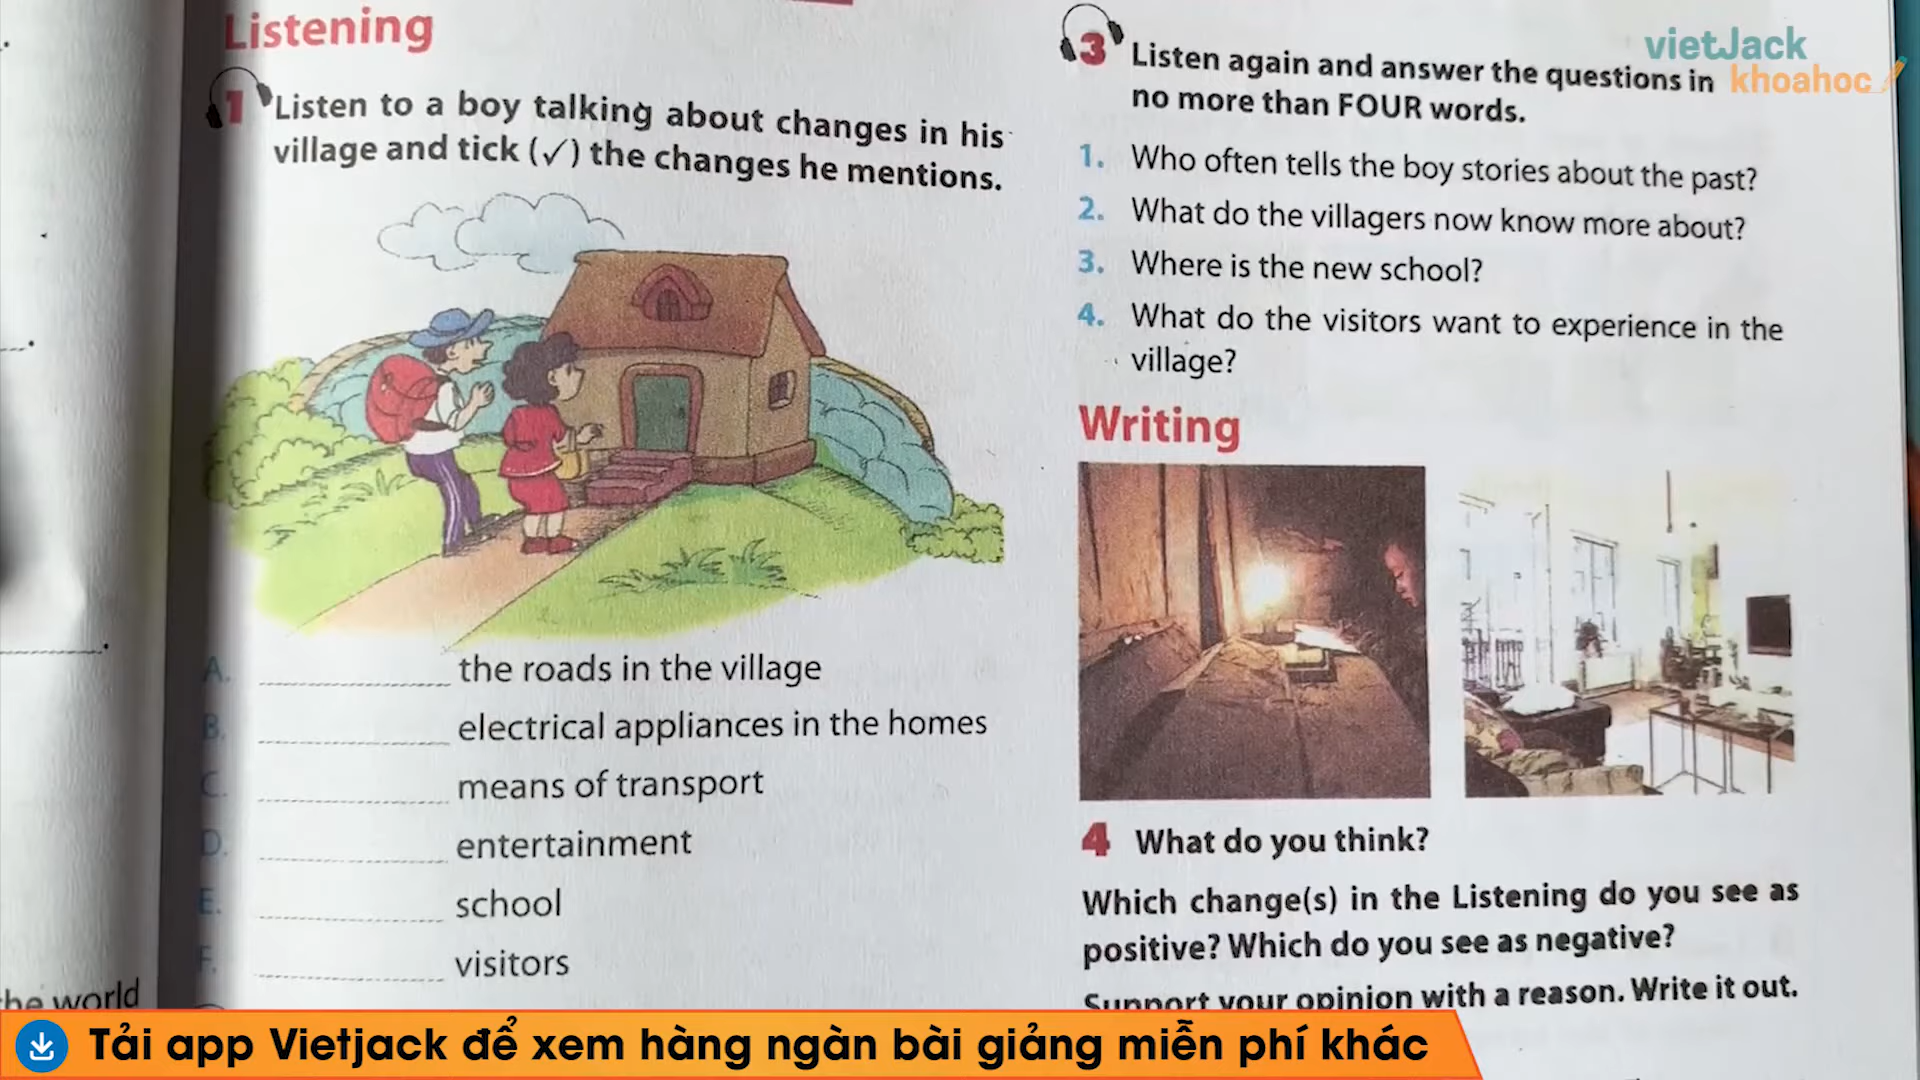 Listening
1 Listen to a boy talking about changes in his
village and tick (✓) the changes he mentions.
A. the roads in the village
B. electrical appliances in the homes
C. means of transport
D. entertainment
E. school
F. visitors
3 Listen again and answer the questions in
no more than FOUR words.
1. Who often tells the boy stories about the past?
2. What do the villagers now know more about?
3. Where is the new school?
4. What do the visitors want to experience in the
village?
Writing
4 What do you think?
Which change(s) in the Listening do you see as
positive? Which do you see as negative?
Support your opinion with a reason. Write it out.
the world
vietJack
khoahoc
Tải app Vietjack để xem hàng ngàn bài giảng miễn phí khác